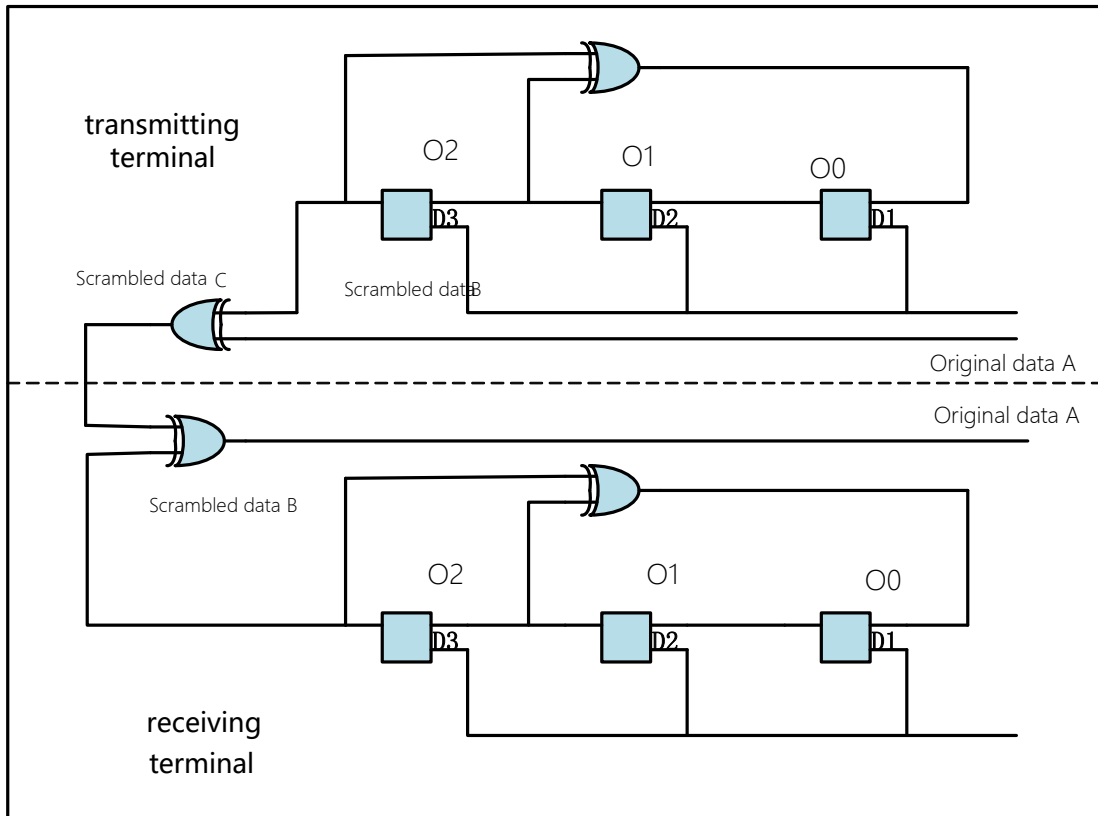 transmitting
terminal
O2
O1
O0
D3
D2
D1
Scrambled data C
Scrambled data B
Original data A
Original data A
Scrambled data B
O2
O1
O0
D3
D2
D1
receiving
terminal